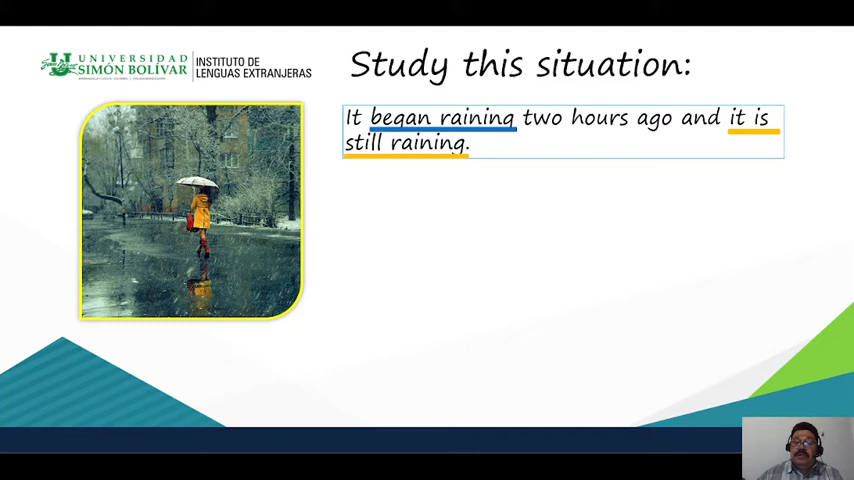 UNIVERSIDAD
SIMÓN BOLÍVAR
INSTITUTO DE
LENGUAS EXTRANJERAS
Study this situation:
It began raining two hours ago and it is
still raining.